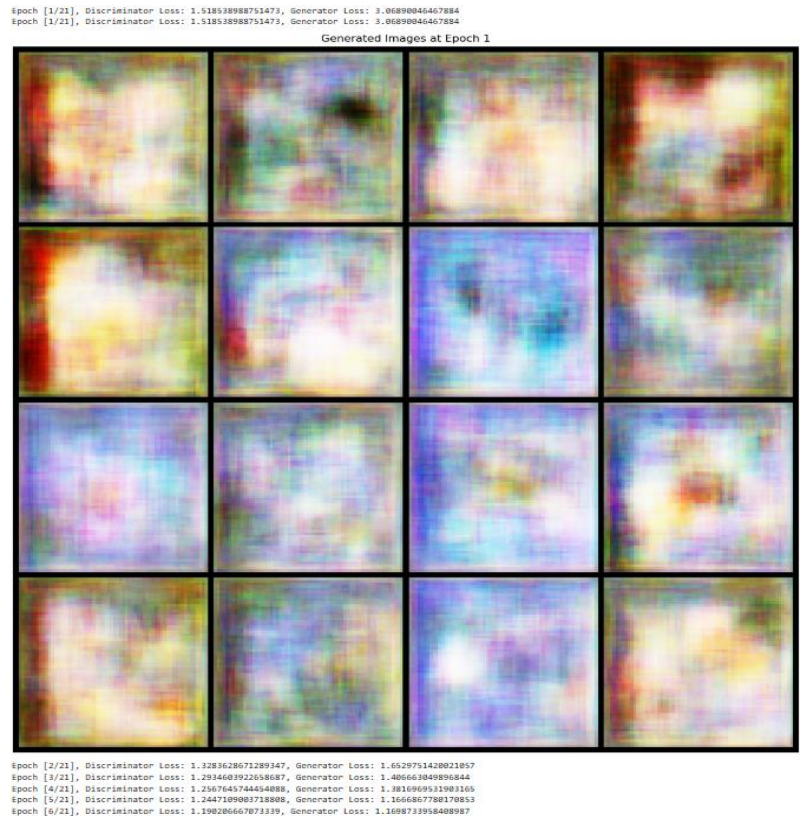 Epoch [1/21], Discriminator Loss: 1.518538988751473, Generator Loss: 3.06890046467884
Epoch [1/21], Discriminator Loss: 1.518538988751473, Generator Loss: 3.06890046467884
Generated Images at Epoch 1
Epoch [2/21], Discriminator Loss: 1.3283628671289347, Generator Loss: 1.6529751420021057
Epoch [3/21], Discriminator Loss: 1.2934603922658687, Generator Loss: 1.406663049896844
Epoch [4/21], Discriminator Loss: 1.2567645744454088, Generator Loss: 1.3816969531903165
Epoch [5/21], Discriminator Loss: 1.2447109003718808, Generator Loss: 1.1666867780170853
Epoch [6/21], Discriminator Loss: 1.190206667073339, Generator Loss: 1.1698733958408987